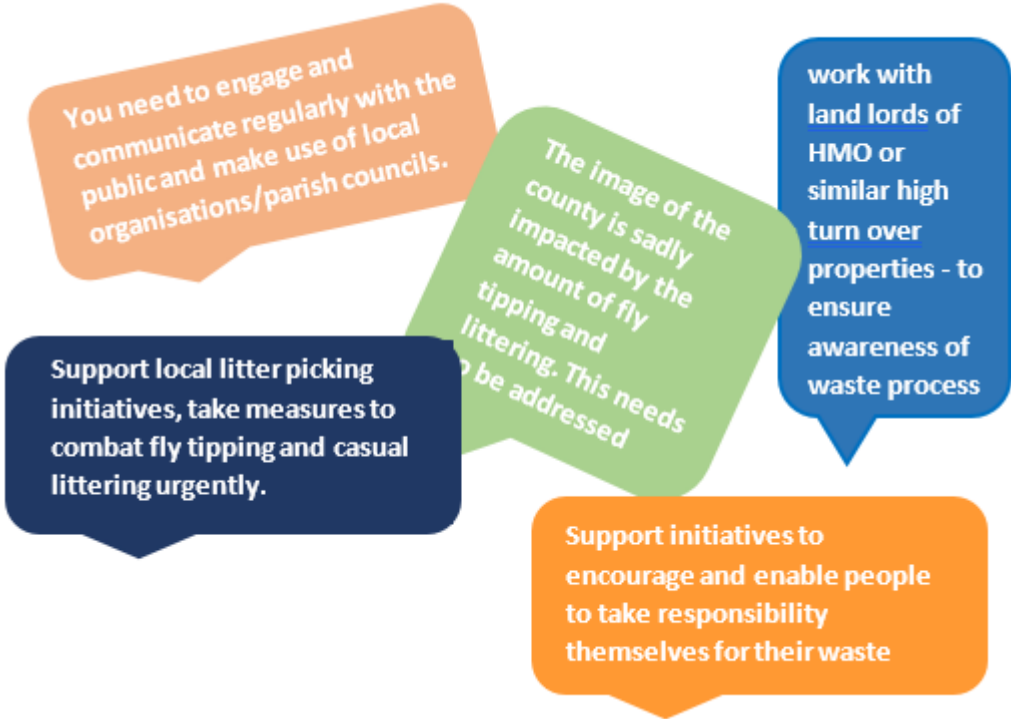 You need to engage and
communicate regularly with the
public and make use of local
organisations/parish councils.
The image of the
county is sadly
impacted by the
amount of fly
tipping and
littering. This needs
o be addressed
work with
land lords of
HMO or
similar high
turn over
properties - to
ensure
awareness of
waste process
Support local litter picking
initiatives, take measures to
combat fly tipping and casual
littering urgently.
Support initiatives to
encourage and enable people
to take responsibility
themselves for their waste